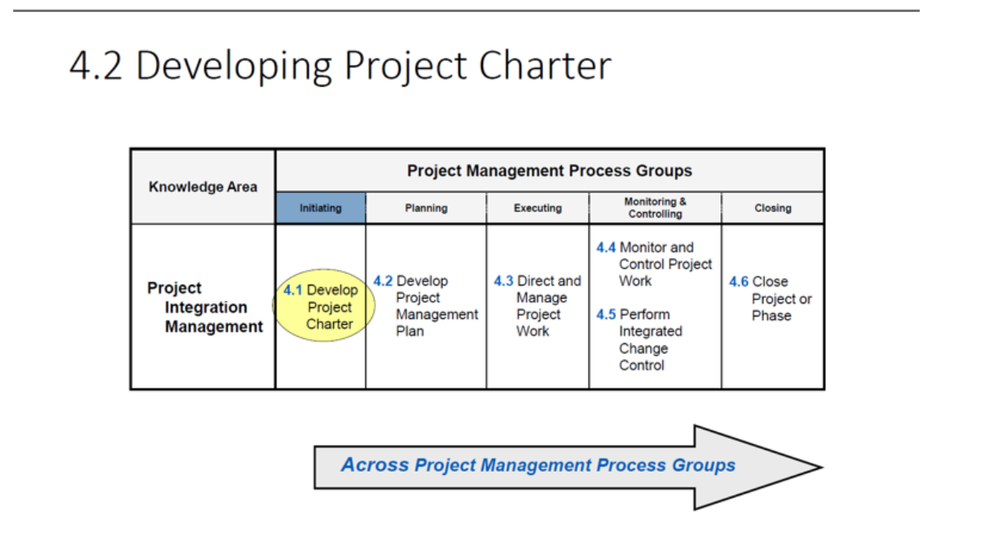 4.2 Developing Project Charter
Knowledge Area
Project Management Process Groups
Initiating
Planning
Executing
Monitoring &
Controlling
Closing
Project
Integration
Management
4.1 Develop
Project
Charter
4.2 Develop
Project
Management
Plan
4.3 Direct and
Manage
Project
Work
4.4 Monitor and
Control Project
Work
4.5 Perform
Integrated
Change
Control
4.6 Close
Project or
Phase
Across Project Management Process Groups